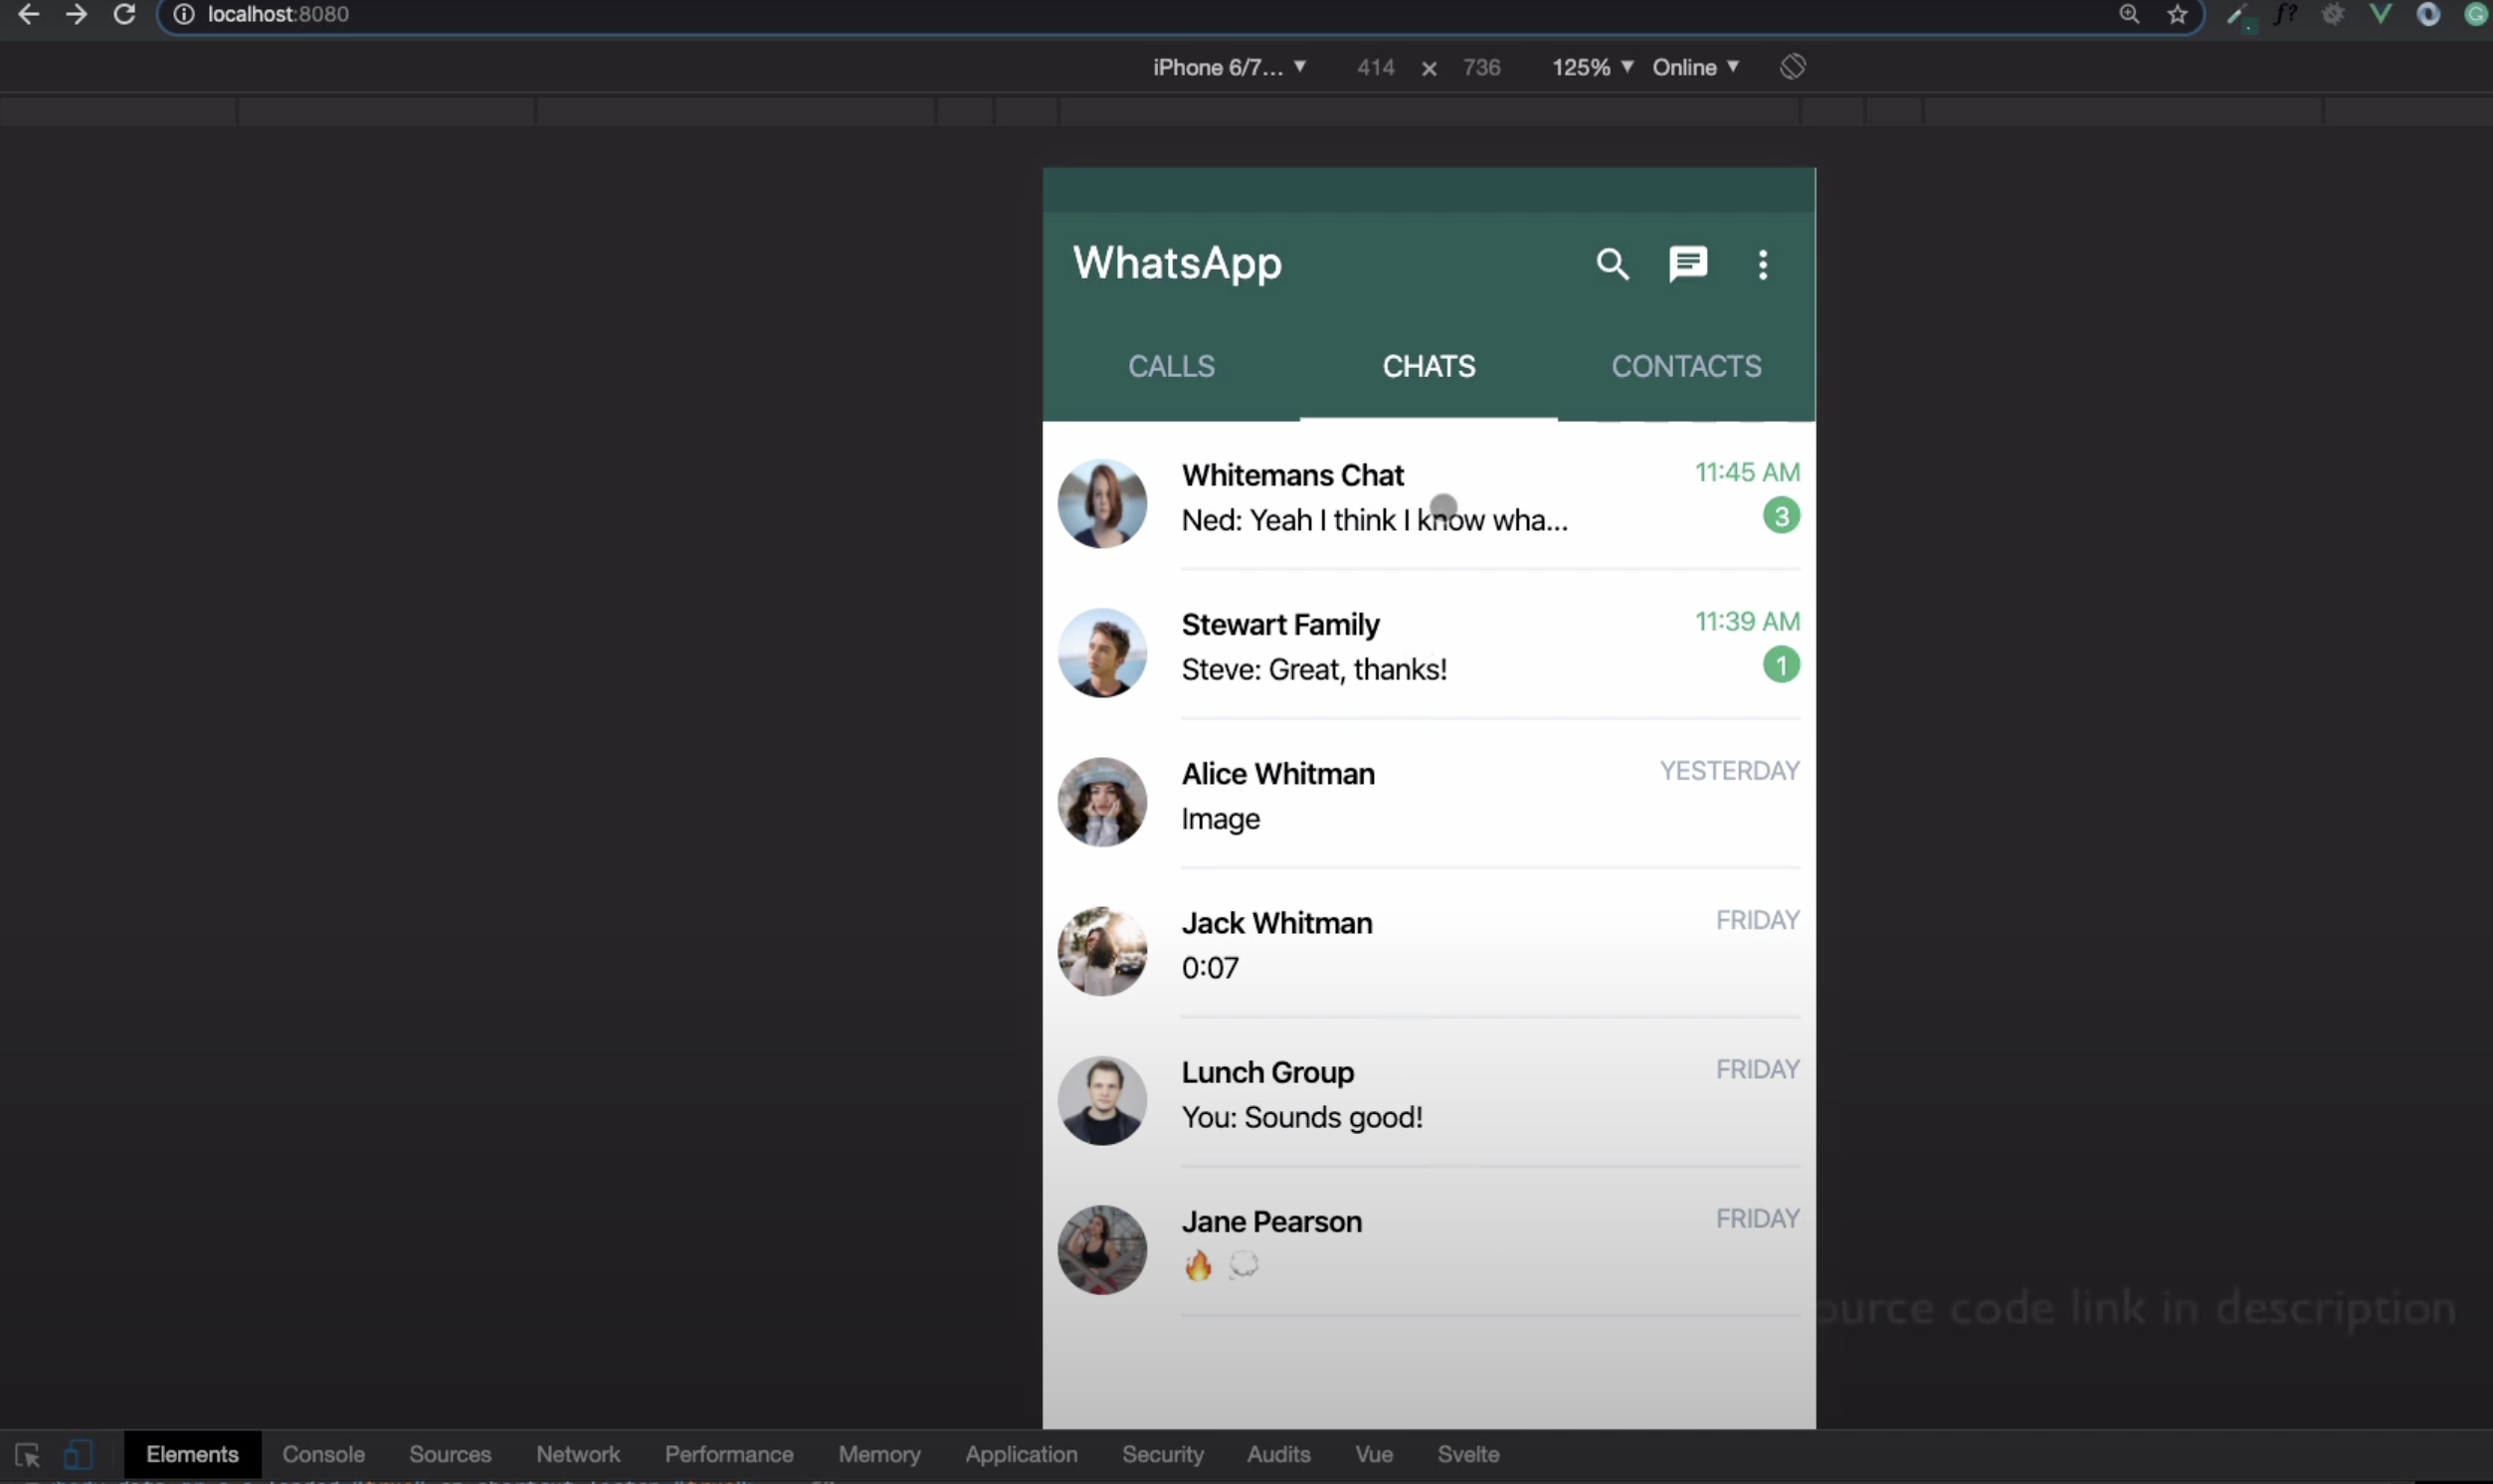 localhost:8080
iPhone 6/7... ▼ 414 × 736 125% ▼ Online ▼
WhatsApp
CALLS CHATS CONTACTS
Whitemans Chat 11:45 AM
Ned: Yeah I think I know wha... 3
Stewart Family 11:39 AM
Steve: Great, thanks! 1
Alice Whitman YESTERDAY
Image
Jack Whitman FRIDAY
0:07
Lunch Group FRIDAY
You: Sounds good!
Jane Pearson FRIDAY
🔥 💭
ource code link in description
Elements Console Sources Network Performance Memory Application Security Audits Vue Svelte